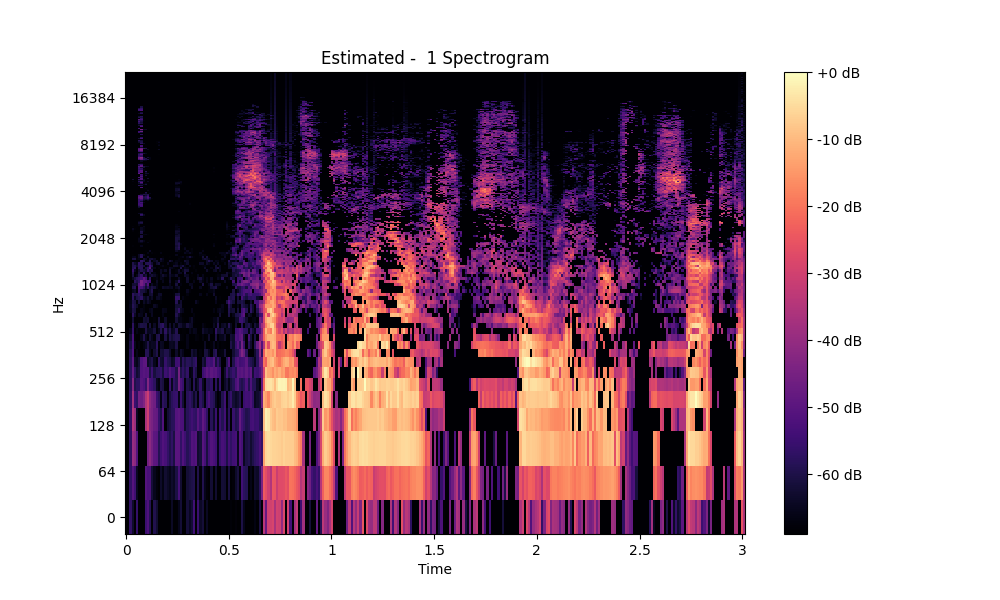 Estimated -  1 Spectrogram
Hz
16384
8192
4096
2048
1024
512
256
128
64
0
0
0.5
1
1.5
2
2.5
3
Time
+0 dB
-10 dB
-20 dB
-30 dB
-40 dB
-50 dB
-60 dB